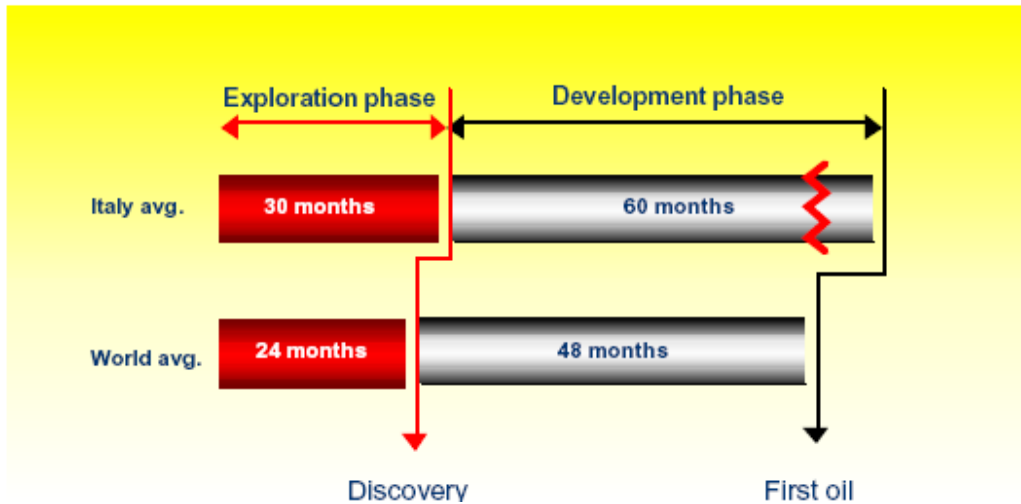 Exploration phase
Development phase
Italy avg.
30 months
60 months
World avg.
24 months
48 months
Discovery
First oil